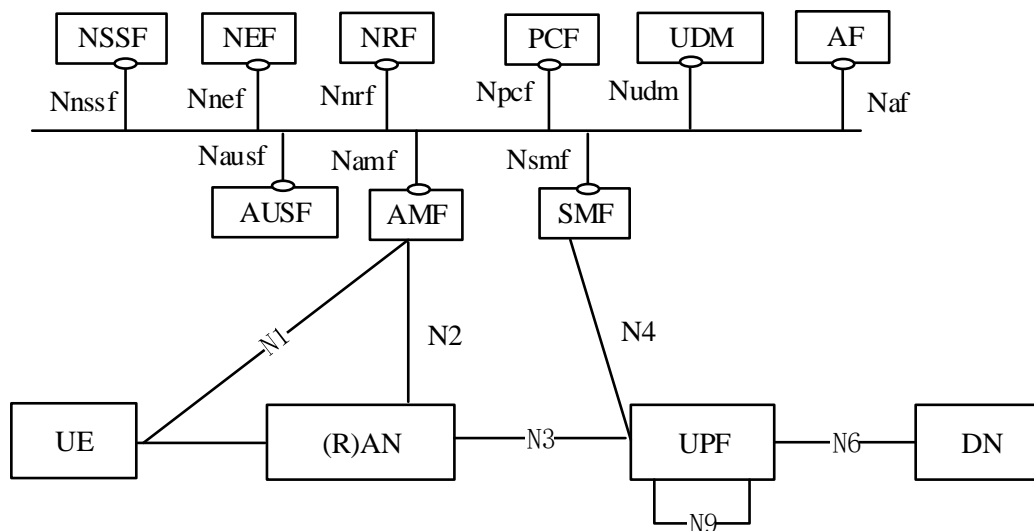 NSSF NEF NRF PCF UDM AF
Nnssf Nnef Nnrf Npcf Nudm Naf
Nausf Namf Nsmf
AUSF AMF SMF
N1 N2 N4
UE (R)AN N3 UPF N6 DN
N9